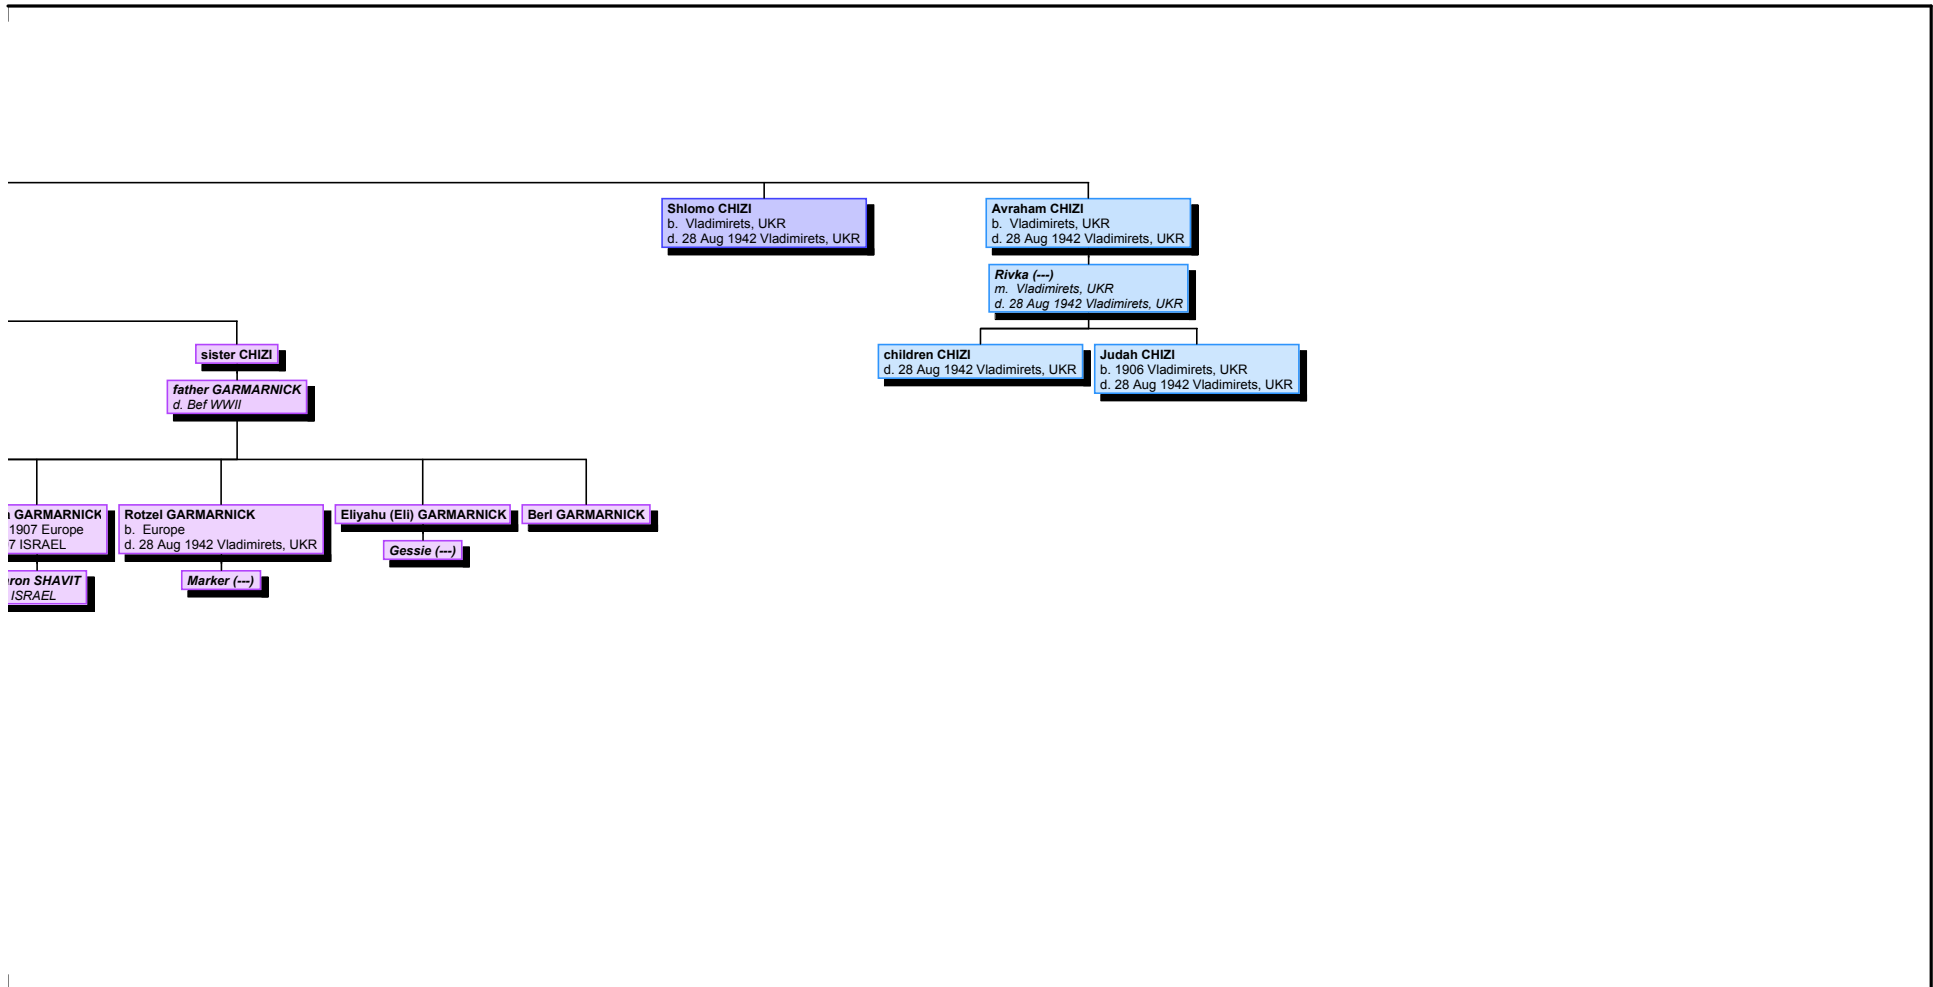 Shlomo CHIZI
b.  Vladimirets, UKR
d. 28 Aug 1942 Vladimirets, UKR
Avraham CHIZI
b.  Vladimirets, UKR
d. 28 Aug 1942 Vladimirets, UKR
Rivka (---)
m.  Vladimirets, UKR
d. 28 Aug 1942 Vladimirets, UKR
sister CHIZI
father GARMARNICK
d. Bef WWII
children CHIZI
d. 28 Aug 1942 Vladimirets, UKR
Judah CHIZI
b. 1906 Vladimirets, UKR
d. 28 Aug 1942 Vladimirets, UKR
GARMARNICK
1907 Europe
7 ISRAEL
ron SHAVIT
ISRAEL
Rotzel GARMARNICK
b.  Europe
d. 28 Aug 1942 Vladimirets, UKR
Marker (---)
Eliyahu (Eli) GARMARNICK
Gessie (---)
Berl GARMARNICK